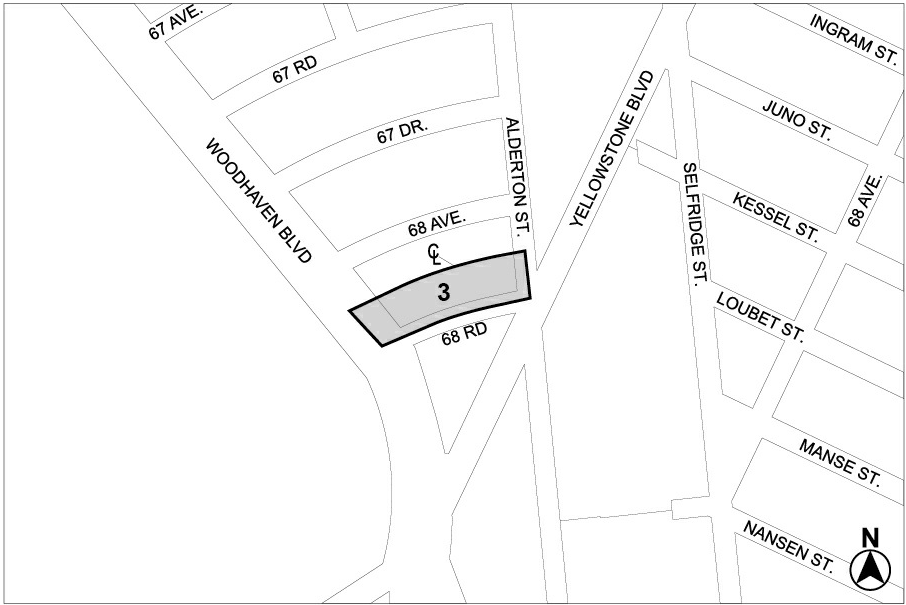 67 AVE.
INGRAM ST.
67 RD
JUNO ST.
67 DR.
ALDERTON ST.
YELLOWSTONE BLVD
WOODHAVEN BLVD
SELFRIDGE ST.
68 AVE.
KESSEL ST.
68 AVE.
℄
3
LOUBET ST.
68 RD
MANSE ST.
NANSEN ST.
N